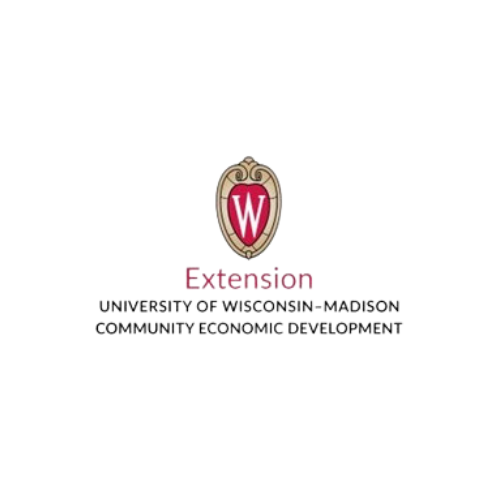 W
Extension
UNIVERSITY OF WISCONSIN–MADISON
COMMUNITY ECONOMIC DEVELOPMENT